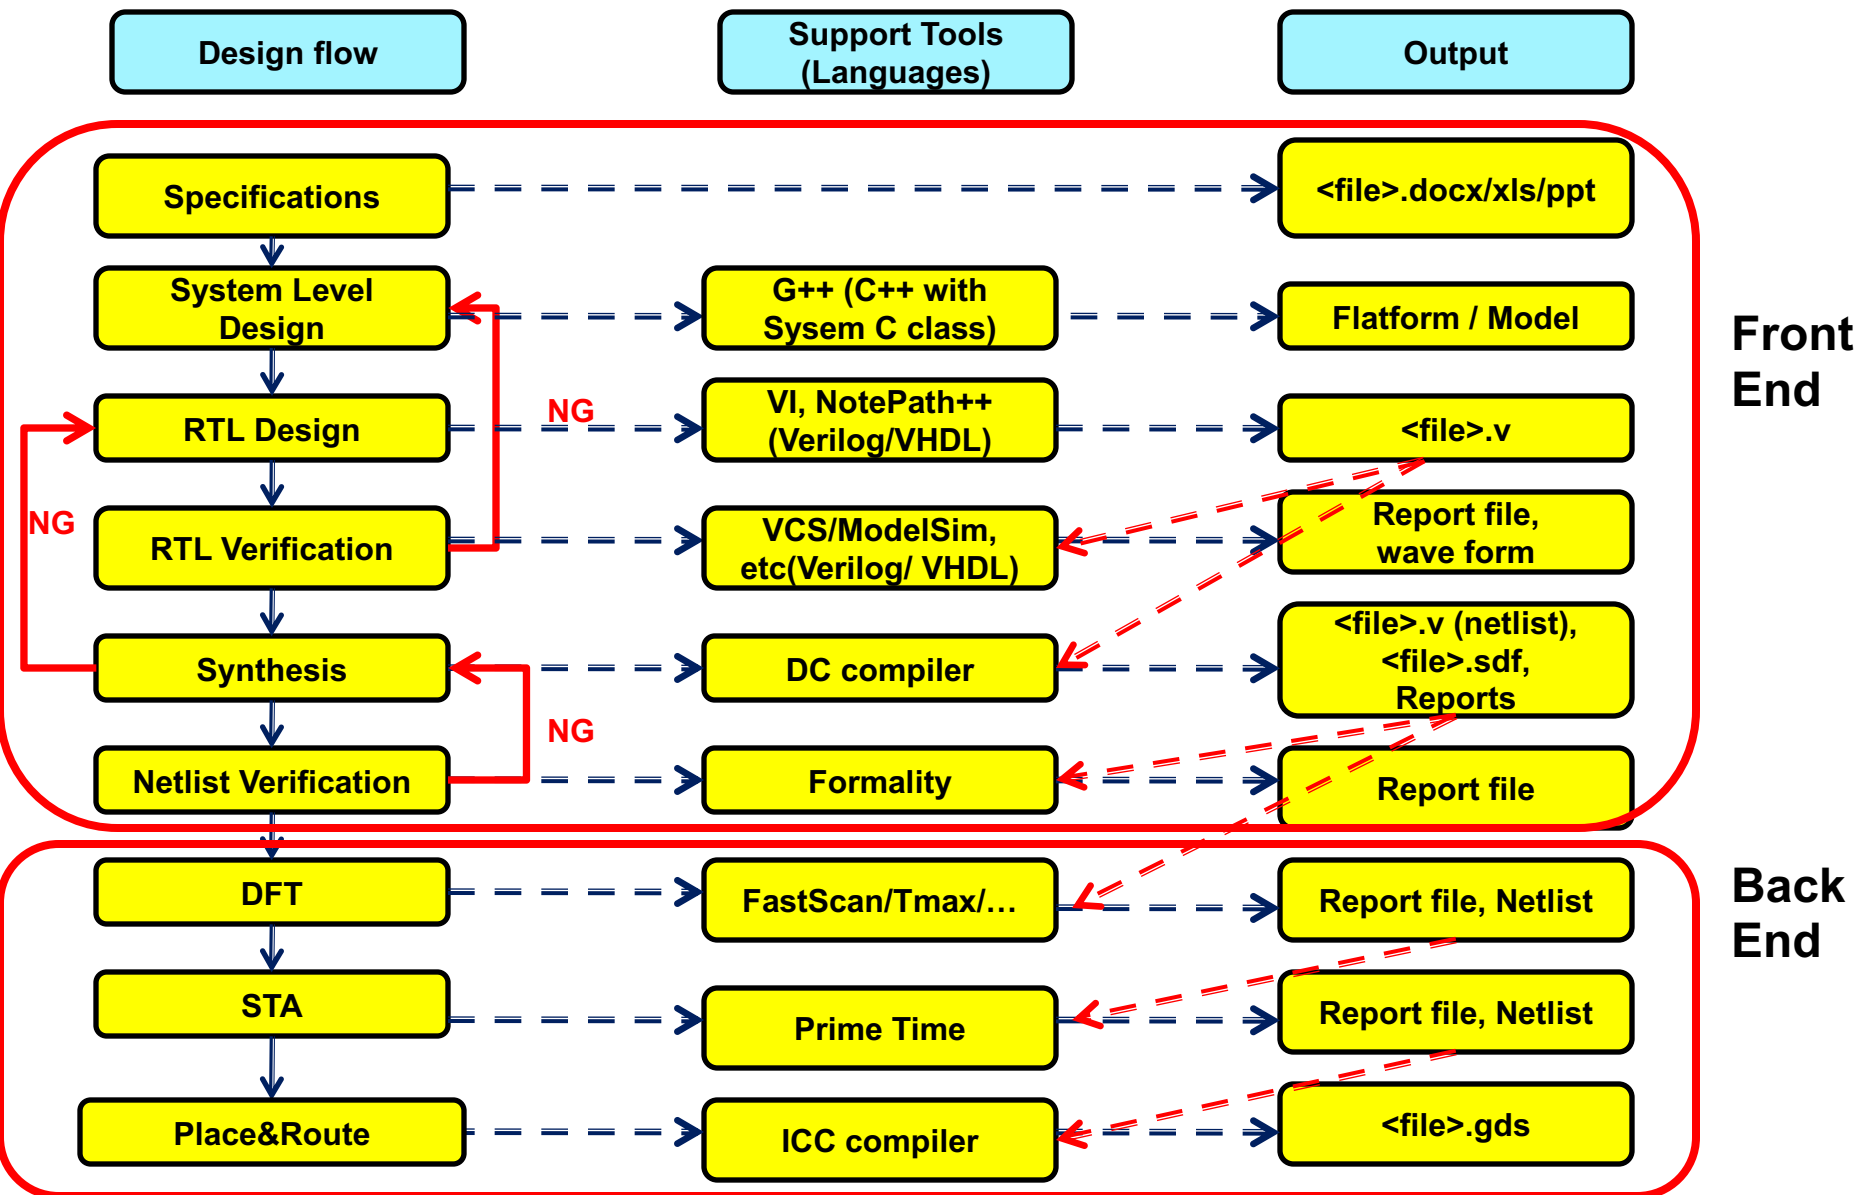 Design flow
Support Tools
(Languages)
Output
Specifications
<file>.docx/xls/ppt
System Level
Design
G++ (C++ with
Sysem C class)
Flatform / Model
Front
End
RTL Design
NG
VI, NotePath++
(Verilog/VHDL)
<file>.v
NG
RTL Verification
VCS/ModelSim,
etc(Verilog/ VHDL)
Report file,
wave form
Synthesis
DC compiler
<file>.v (netlist),
<file>.sdf,
Reports
NG
Netlist Verification
Formality
Report file
DFT
FastScan/Tmax/...
Report file, Netlist
Back
End
STA
Prime Time
Report file, Netlist
Place&Route
ICC compiler
<file>.gds